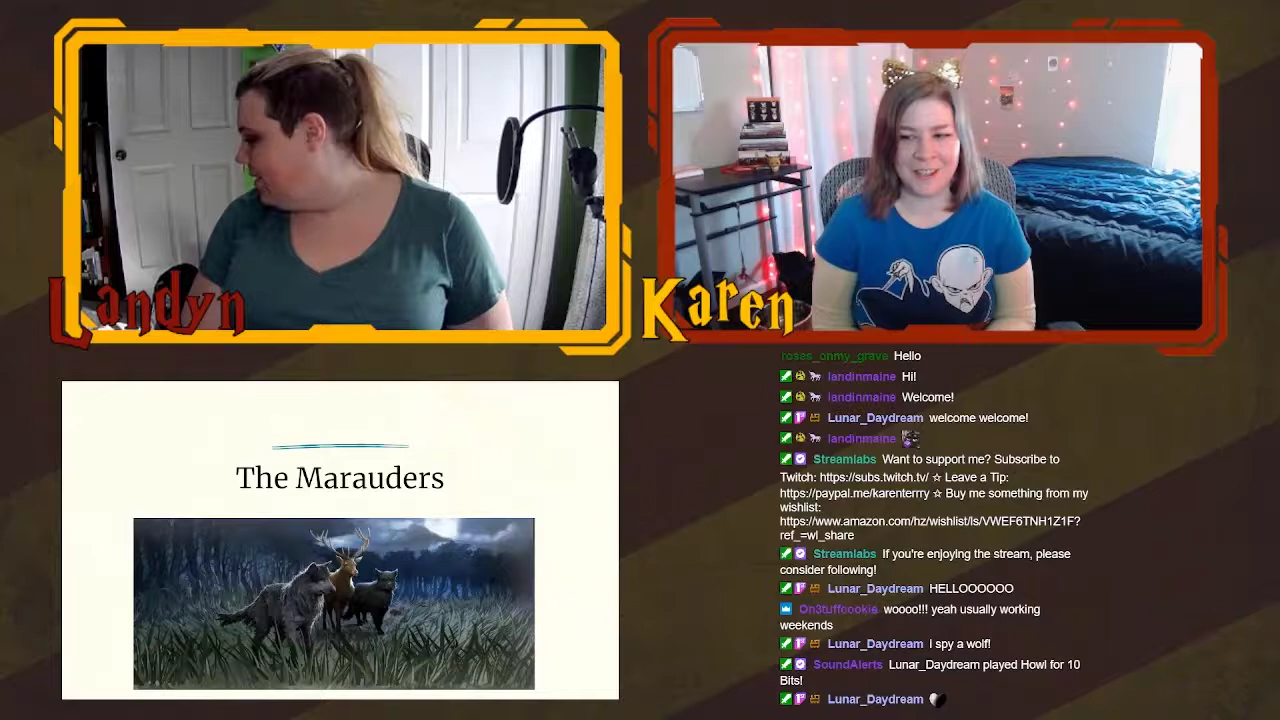 Landyn
Karen
The Marauders
roses_onmy_grave Hello
landinmaine Hi!
landinmaine Welcome!
Lunar_Daydream welcome welcome!
landinmaine
Streamlabs Want to support me? Subscribe to
Twitch: https://subs.twitch.tv/ ☆ Leave a Tip:
https://paypal.me/karenterrry ☆ Buy me something from my
wishlist:
https://www.amazon.com/hz/wishlist/ls/VWEF6TNH1Z1F?
ref_=wl_share
Streamlabs If you're enjoying the stream, please
consider following!
Lunar_Daydream HELLOOOOOO
On3tuffcookie woooo!!! yeah usually working
weekends
Lunar_Daydream I spy a wolf!
SoundAlerts Lunar_Daydream played Howl for 10
Bits!
Lunar_Daydream